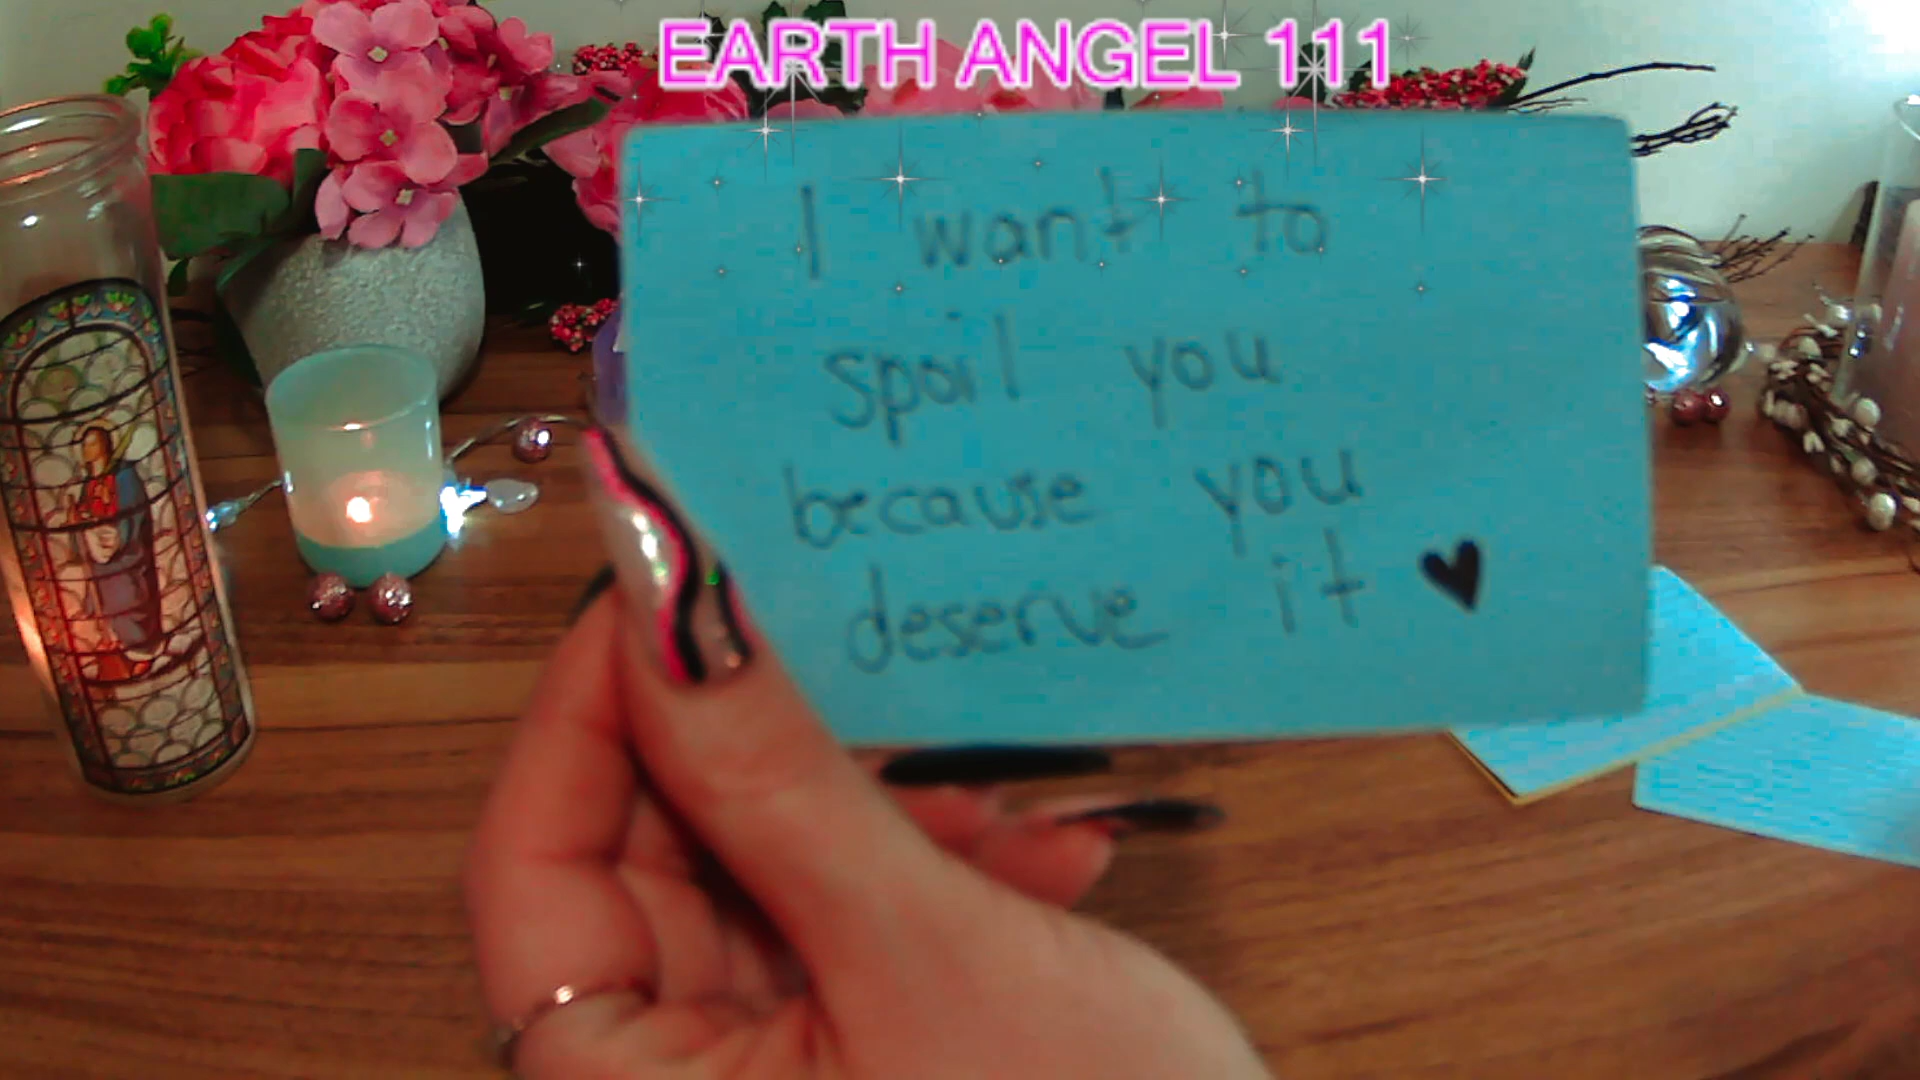 EARTH ANGEL 111
I want to
spoil you
because you
deserve it ♥